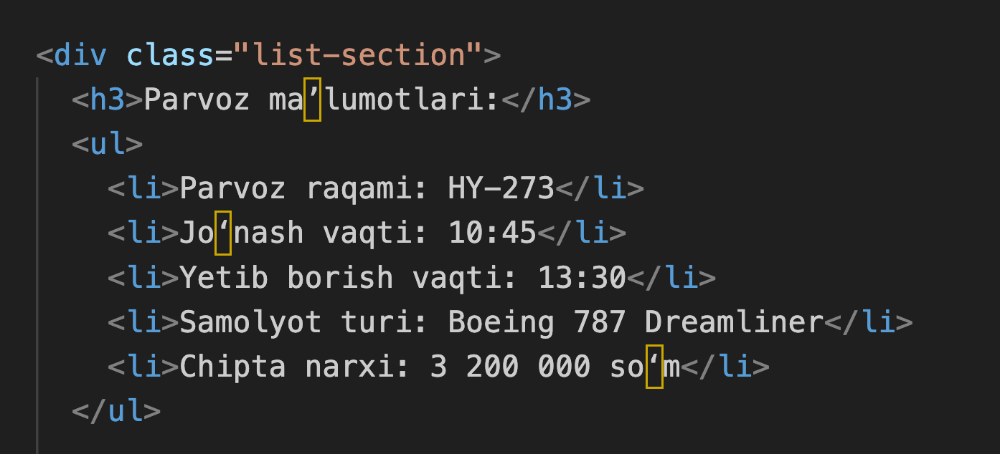 <div class="list-section">
<h3>Parvoz ma’lumotlari:</h3>
<ul>
<li>Parvoz raqami: HY-273</li>
<li>Jo‘nash vaqti: 10:45</li>
<li>Yetib borish vaqti: 13:30</li>
<li>Samolyot turi: Boeing 787 Dreamliner</li>
<li>Chipta narxi: 3 200 000 so‘m</li>
</ul>